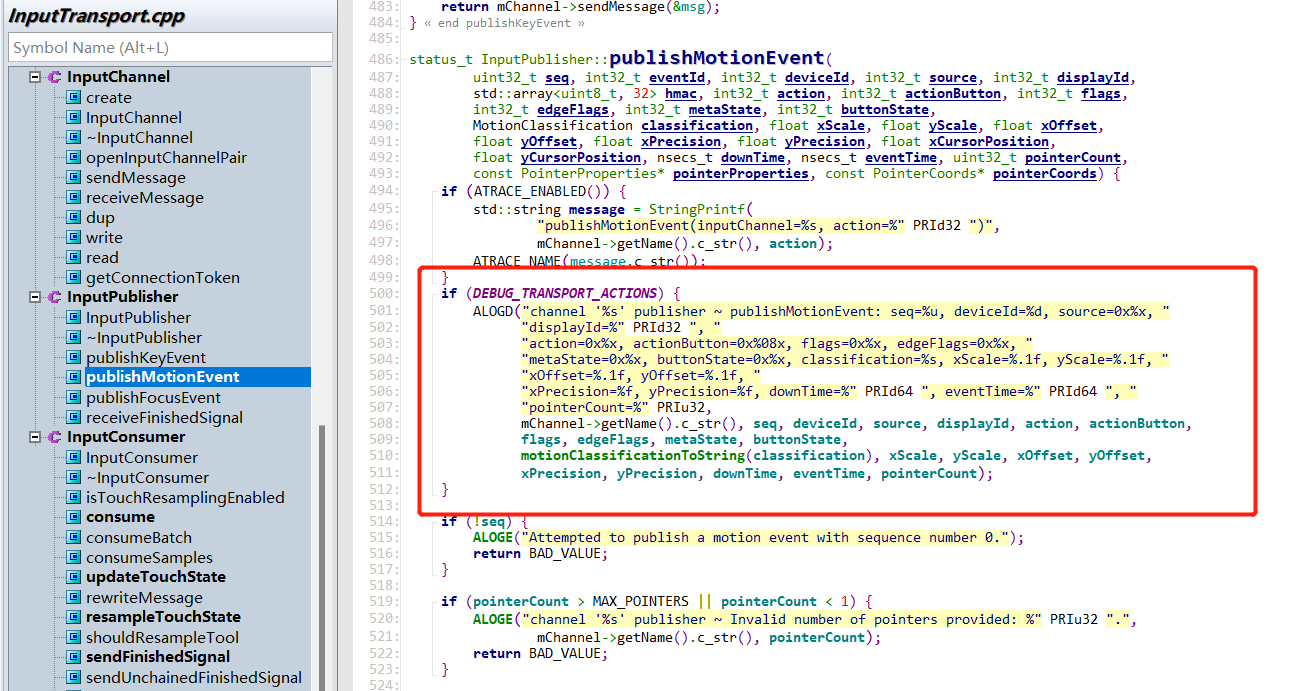 InputTransport.cpp
Symbol Name (Alt+L)
InputChannel
create
InputChannel
~InputChannel
openInputChannelPair
sendMessage
receiveMessage
dup
write
read
getConnectionToken
InputPublisher
InputPublisher
~InputPublisher
publishKeyEvent
publishMotionEvent
publishFocusEvent
receiveFinishedSignal
InputConsumer
InputConsumer
~InputConsumer
isTouchResamplingEnabled
consume
consumeBatch
consumeSamples
updateTouchState
rewriteMessage
resampleTouchState
shouldResampleTool
sendFinishedSignal
sendUnchainedFinishedSignal
483: return mChannel->sendMessage(&msg);
484: } « end publishKeyEvent »
485:
486: status_t InputPublisher::publishMotionEvent(
487: uint32_t seq, int32_t eventId, int32_t deviceId, int32_t source, int32_t displayId,
488: std::array<uint8_t, 32> hmac, int32_t action, int32_t actionButton, int32_t flags,
489: int32_t edgeFlags, int32_t metaState, int32_t buttonState,
490: MotionClassification classification, float xScale, float yScale, float xOffset,
491: float yOffset, float xPrecision, float yPrecision, float xCursorPosition,
492: float yCursorPosition, nsecs_t downTime, nsecs_t eventTime, uint32_t pointerCount,
493: const PointerProperties* pointerProperties, const PointerCoords* pointerCoords) {
494: if (ATRACE_ENABLED()) {
495: std::string message = StringPrintf(
496: "publishMotionEvent(inputChannel=%s, action=%" PRId32 ")",
497: mChannel->getName().c_str(), action);
498: ATRACE_NAME(message.c_str());
499: }
500: if (DEBUG_TRANSPORT_ACTIONS) {
501: ALOGD("channel '%s' publisher ~ publishMotionEvent: seq=%u, deviceId=%d, source=0x%x, "
502: "displayId=%" PRId32 ", "
503: "action=0x%x, actionButton=0x%08x, flags=0x%x, edgeFlags=0x%x, "
504: "metaState=0x%x, buttonState=0x%x, classification=%s, xScale=%.1f, yScale=%.1f, "
505: "xOffset=%.1f, yOffset=%.1f, "
506: "xPrecision=%f, yPrecision=%f, downTime=%" PRId64 ", eventTime=%" PRId64 ", "
507: "pointerCount=%" PRIu32,
508: mChannel->getName().c_str(), seq, deviceId, source, displayId, action, actionButton,
509: flags, edgeFlags, metaState, buttonState,
510: motionClassificationToString(classification), xScale, yScale, xOffset, yOffset,
511: xPrecision, yPrecision, downTime, eventTime, pointerCount);
512: }
513:
514: if (!seq) {
515: ALOGE("Attempted to publish a motion event with sequence number 0.");
516: return BAD_VALUE;
517: }
518:
519: if (pointerCount > MAX_POINTERS || pointerCount < 1) {
520: ALOGE("channel '%s' publisher ~ Invalid number of pointers provided: %" PRIu32 ".",
521: mChannel->getName().c_str(), pointerCount);
522: return BAD_VALUE;
523: }
524: